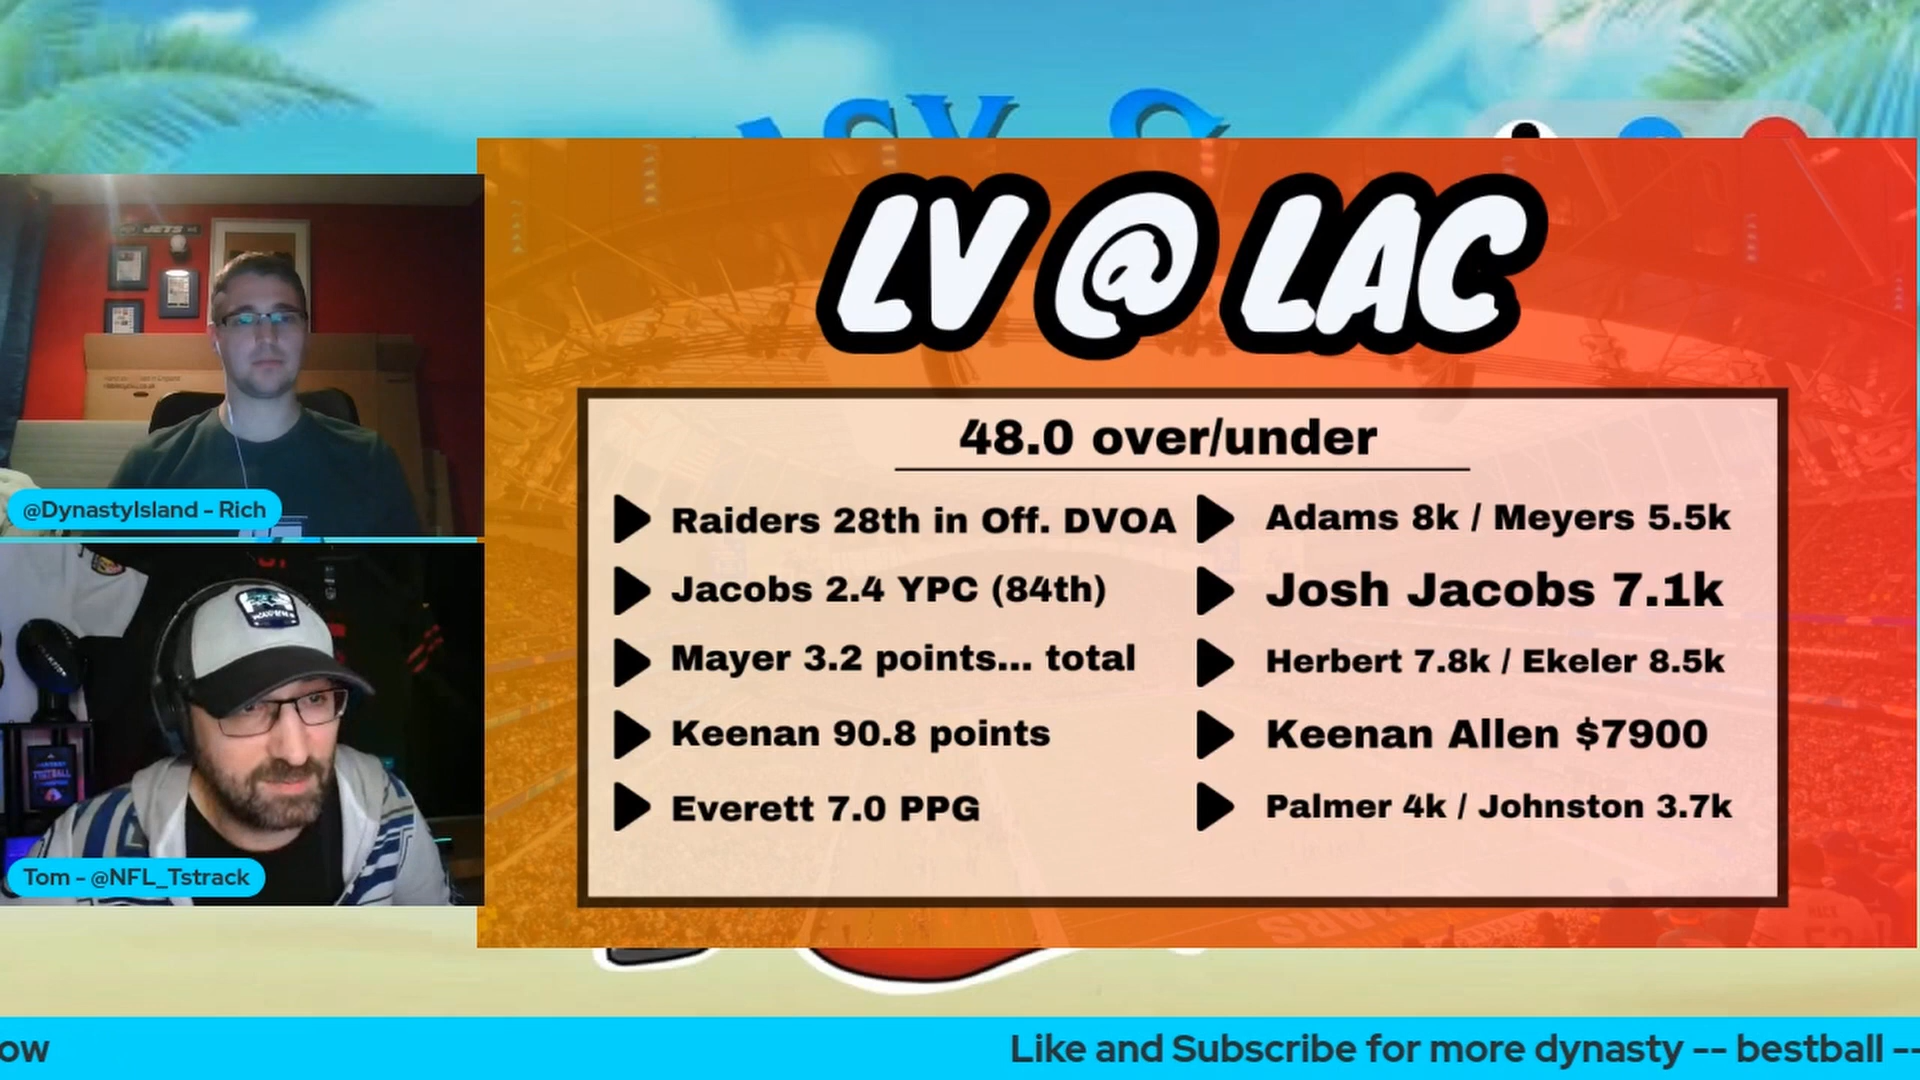 LV @ LAC
48.0 over/under
Raiders 28th in Off. DVOA
Jacobs 2.4 YPC (84th)
Mayer 3.2 points... total
Keenan 90.8 points
Everett 7.0 PPG
Adams 8k / Meyers 5.5k
Josh Jacobs 7.1k
Herbert 7.8k / Ekeler 8.5k
Keenan Allen $7900
Palmer 4k / Johnston 3.7k
JETS
@DynastyIsland - Rich
Tom - @NFL_Tstrack
ow
Like and Subscribe for more dynasty -- bestball --